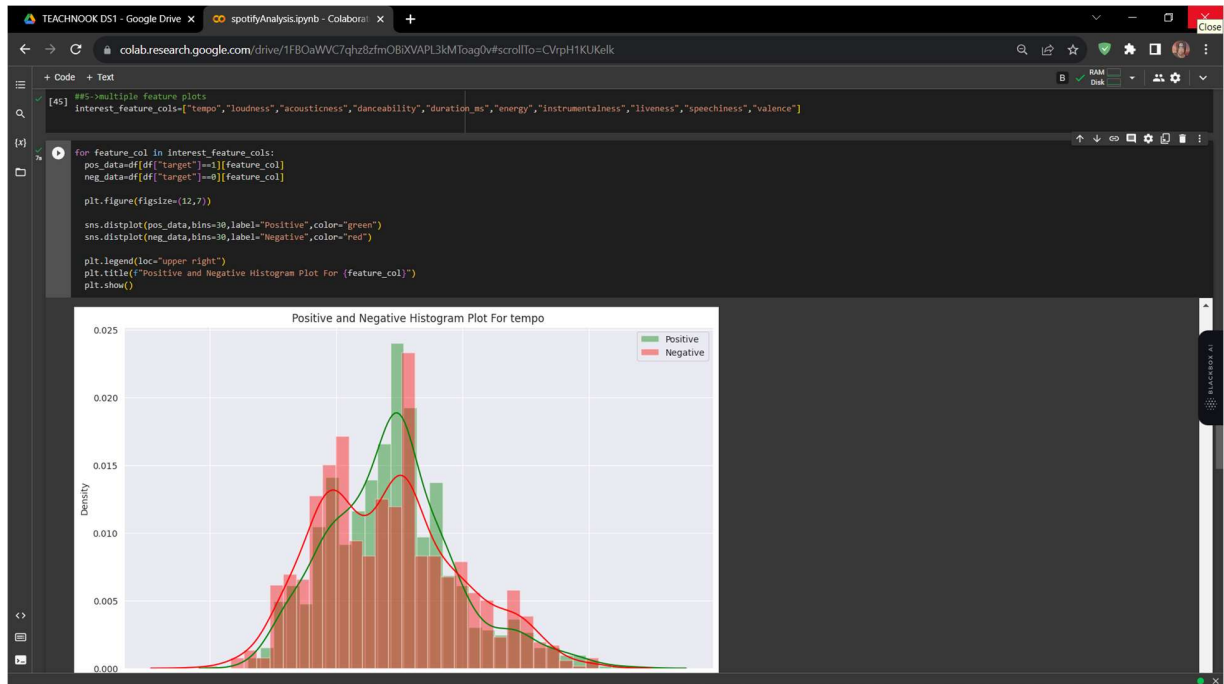 TEACHNOOK DS1 - Google Drive
spotifyAnalysis.ipynb - Colaborat
Close
colab.research.google.com/drive/1FBOaWVC7qhz8zfmOBiXVAPL3kMToag0v#scrollTo=CVrpH1KUKelk
+ Code + Text
B RAM
Disk
##5->multiple feature plots
[45] interest_feature_cols=["tempo","loudness","acousticness","danceability","duration_ms","energy","instrumentalness","liveness","speechiness","valence"]
{x}
7s
for feature_col in interest_feature_cols:
pos_data=df[df["target"]==1][feature_col]
neg_data=df[df["target"]==0][feature_col]
plt.figure(figsize=(12,7))
sns.distplot(pos_data,bins=30,label="Positive",color="green")
sns.distplot(neg_data,bins=30,label="Negative",color="red")
plt.legend(loc="upper right")
plt.title(f"Positive and Negative Histogram Plot For {feature_col}")
plt.show()
Positive and Negative Histogram Plot For tempo
Positive
Negative
0.025
0.020
0.015
0.010
0.005
0.000
Density
BLACKBOX AI